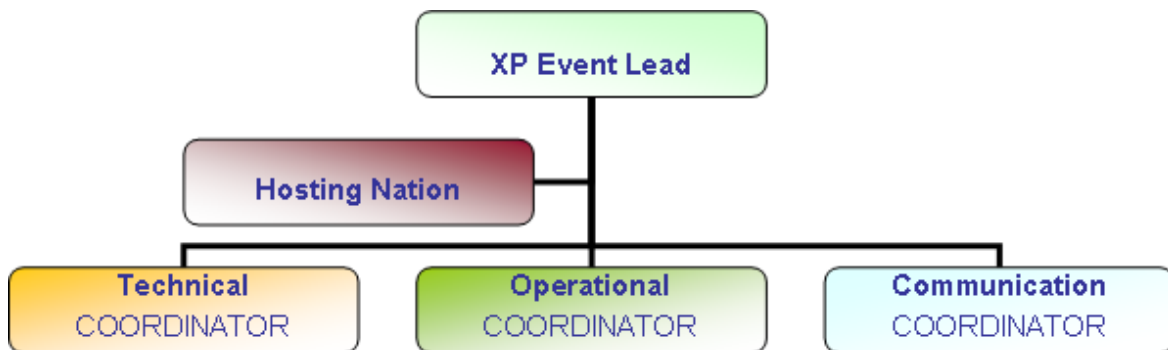 XP Event Lead
Hosting Nation
Technical
COORDINATOR
Operational
COORDINATOR
Communication
COORDINATOR